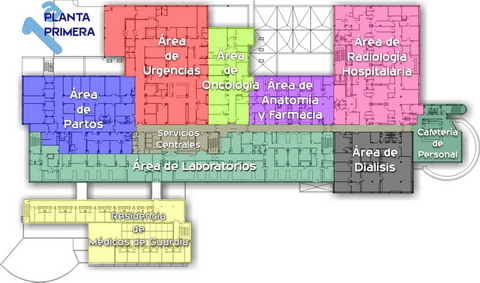 1ª
PLANTA
PRIMERA
Área
de
Urgencias
Área
de
Oncología
Área de
Radiología
Hospitalaria
Área
de
Partos
Área de
Anatomía
y Farmacia
Servicios
Centrales
Cafetería
de
Personal
Área de Laboratorios
Área de
Diálisis
Residencia
de
Médicos de Guardia